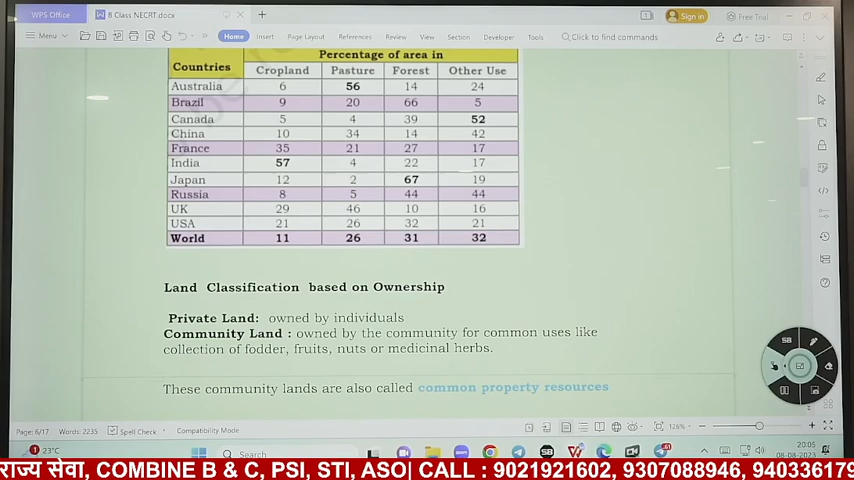 WPS Office
8 Class NECRT.docx
Sign in
Free Trial
Menu
Home Insert Page Layout References Review View Section Developer Tools Click to find commands
Countries
Percentage of area in
Cropland Pasture Forest Other Use
Australia 6 56 14 24
Brazil 9 20 66 5
Canada 5 4 39 52
China 10 34 14 42
France 35 21 27 17
India 57 4 22 17
Japan 12 2 67 19
Russia 8 5 44 44
UK 29 46 10 16
USA 21 26 32 21
World 11 26 31 32
Land Classification based on Ownership
Private Land: owned by individuals
Community Land : owned by the community for common uses like
collection of fodder, fruits, nuts or medicinal herbs.
These community lands are also called common property resources
SB
Page: 6/17 Words: 2235 Spell Check Compatibility Mode 126%
23°C
Search
SB
20:05
08-08-2023
राज्य सेवा, COMBINE B & C, PSI, STI, ASO| CALL : 9021921602, 9307088946, 940336179